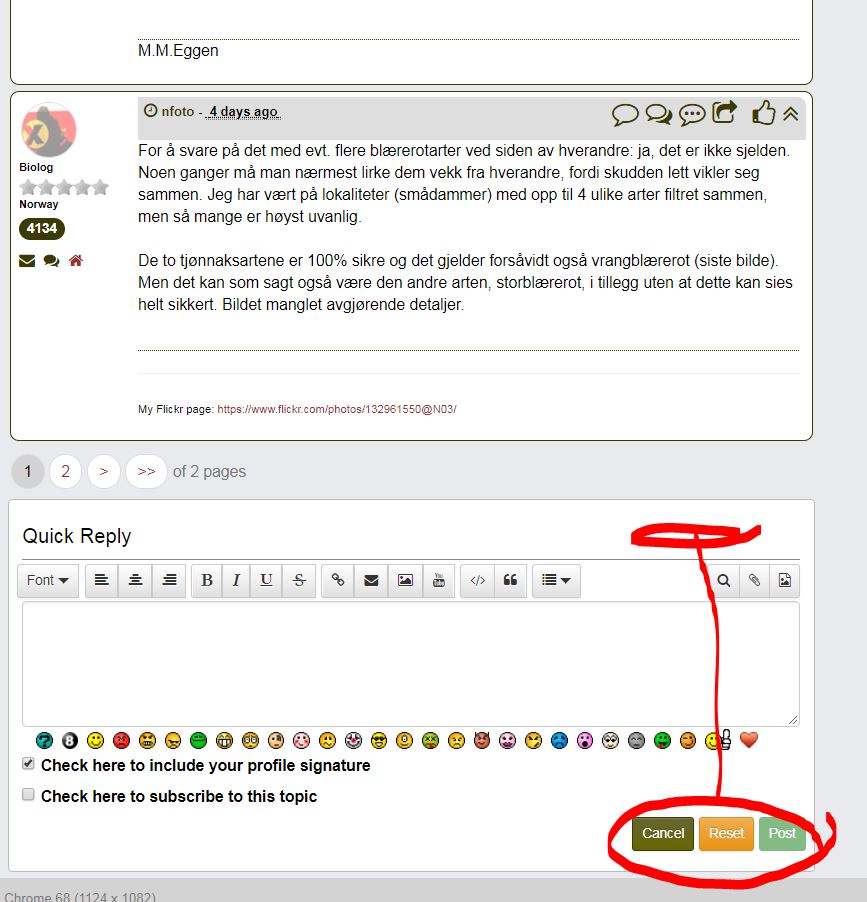 M.M.Eggen
nfoto - 4 days ago
Biolog
Norway
4134
For å svare på det med evt. flere blærerotarter ved siden av hverandre: ja, det er ikke sjelden.
Noen ganger må man nærmest lirke dem vekk fra hverandre, fordi skudden lett vikler seg
sammen. Jeg har vært på lokaliteter (smådammer) med opp til 4 ulike arter filtret sammen,
men så mange er høyst uvanlig.
De to tjønnaksartene er 100% sikre og det gjelder forsåvidt også vrangblærerot (siste bilde).
Men det kan som sagt også være den andre arten, storblærerot, i tillegg uten at dette kan sies
helt sikkert. Bildet manglet avgjørende detaljer.
My Flickr page: https://www.flickr.com/photos/132961550@N03/
1 2 > >> of 2 pages
Quick Reply
Font B I U S </>
Check here to include your profile signature
Check here to subscribe to this topic
Cancel Reset Post
Chrome 68 (1124 x 1082)